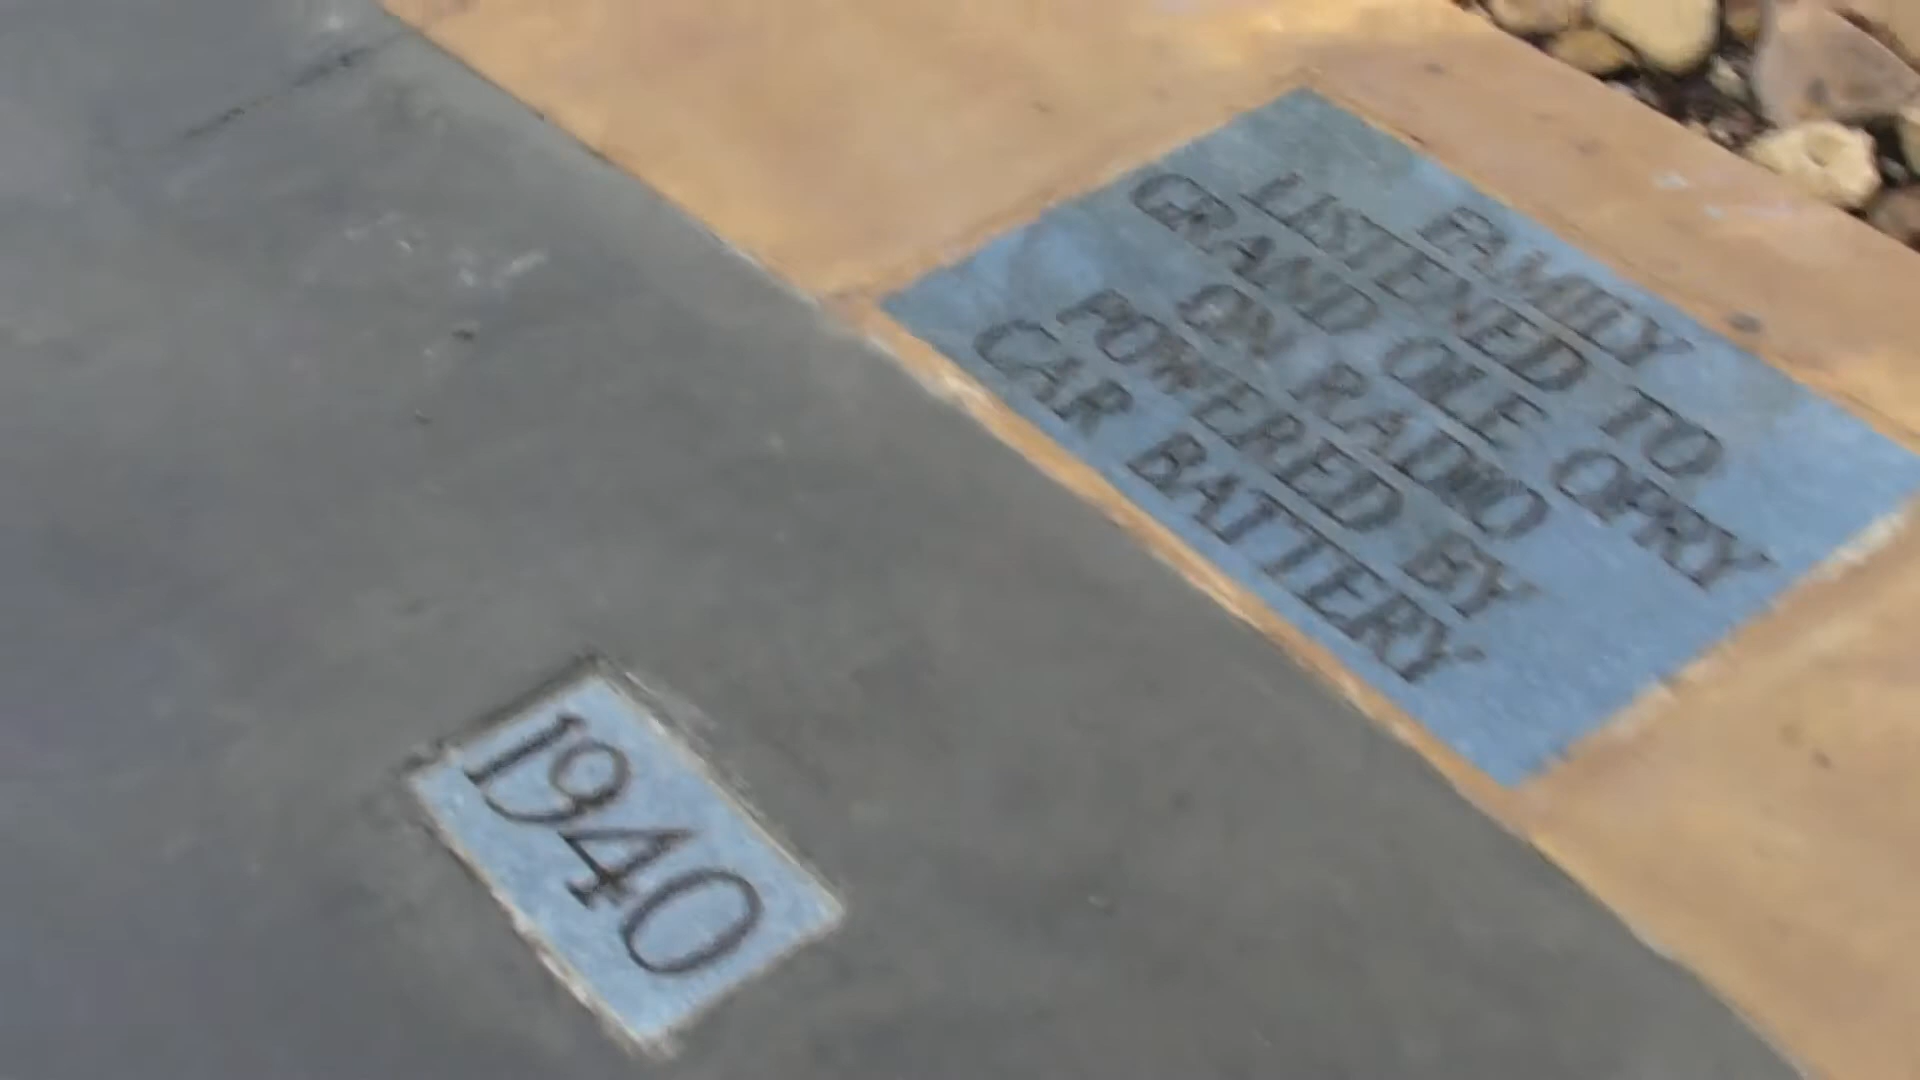 FAMILY
LISTENED TO
GRAND OLE OPRY
ON RADIO
POWERED BY
CAR BATTERY
1940